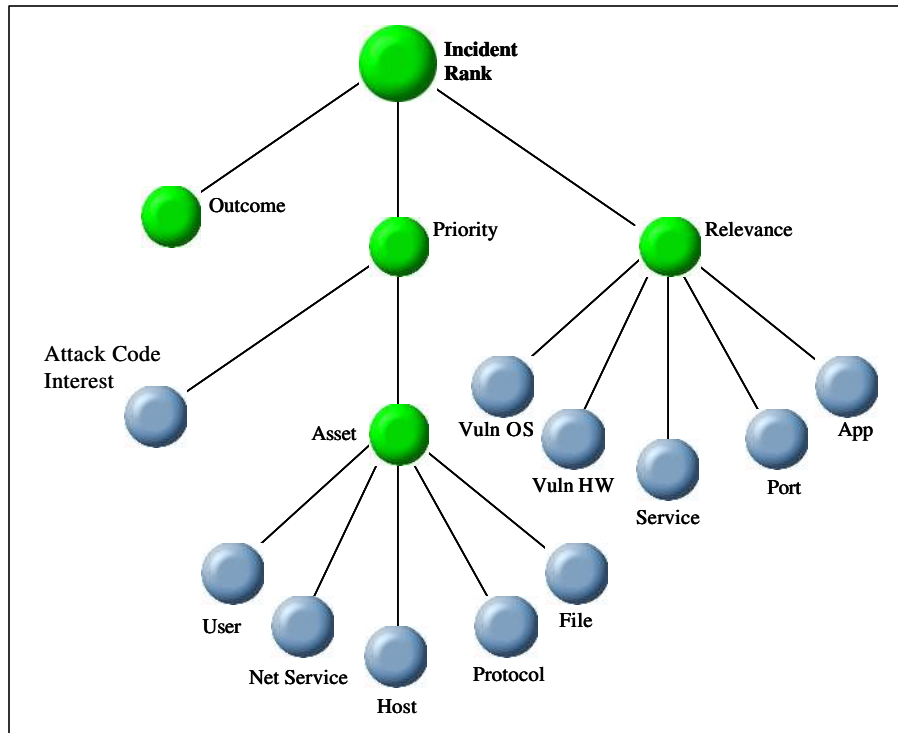 Incident
Rank
Outcome
Priority
Relevance
Attack Code
Interest
Asset
Vuln OS
Vuln HW
Service
Port
App
User
Net Service
Host
Protocol
File